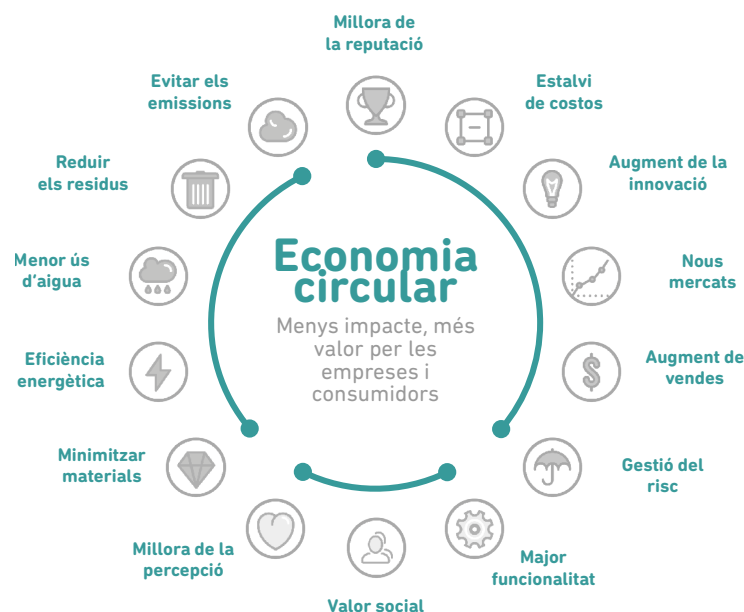 Millora de
la reputació
Estalvi
de costos
Augment de la
innovació
Nous
mercats
Augment de
vendes
Gestió del
risc
Major
funcionalitat
Valor social
Millora de la
percepció
Minimitzar
materials
Eficiència
energètica
Menor ús
d'aigua
Reduir
els residus
Evitar els
emissions
Economia
circular
Menys impacte, més
valor per les
empreses i
consumidors
$